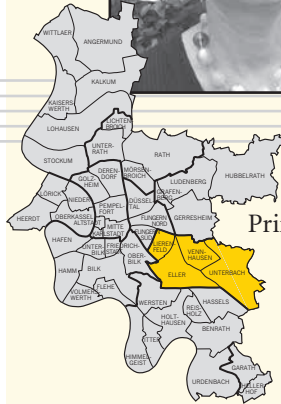 WITTLAER
ANGERMUND
KALKUM
KAISERS
WERTH
LICHTEN
BROICH
LOHAUSEN
UNTER-
RATH
STOCKUM
RATH
HUBBELRATH
DEREN-
DORF
MÖRSEN-
BROICH
GOLZ-
HEIM
LUDENBERG
LÖRICK
NIEDER
GRAFEN-
BERG
PEMPEL-
FORT
DÜSSEL-
TAL
HEERDT
OBERKASSEL
ALTSTADT
FLINGERN
NORD
GERRESHEIM
MITTE
KARLSTADT
FLINGERN
SÜD
Pri
HAFEN
UNTER-
BILK
FRIEDRICH-
STADT
LIEREN-
FELD
VENN-
HAUSEN
OBER-
BILK
HAMM
BILK
ELLER
UNTERBACH
VOLMERS
WERTH
FLEHE
WERSTEN
HASSELS
REIS-
HOLZ
HOLT-
HAUSEN
BENRATH
ITTER
HIMMEL-
GEIST
GARATH
URDENBACH
HELLER
HOF